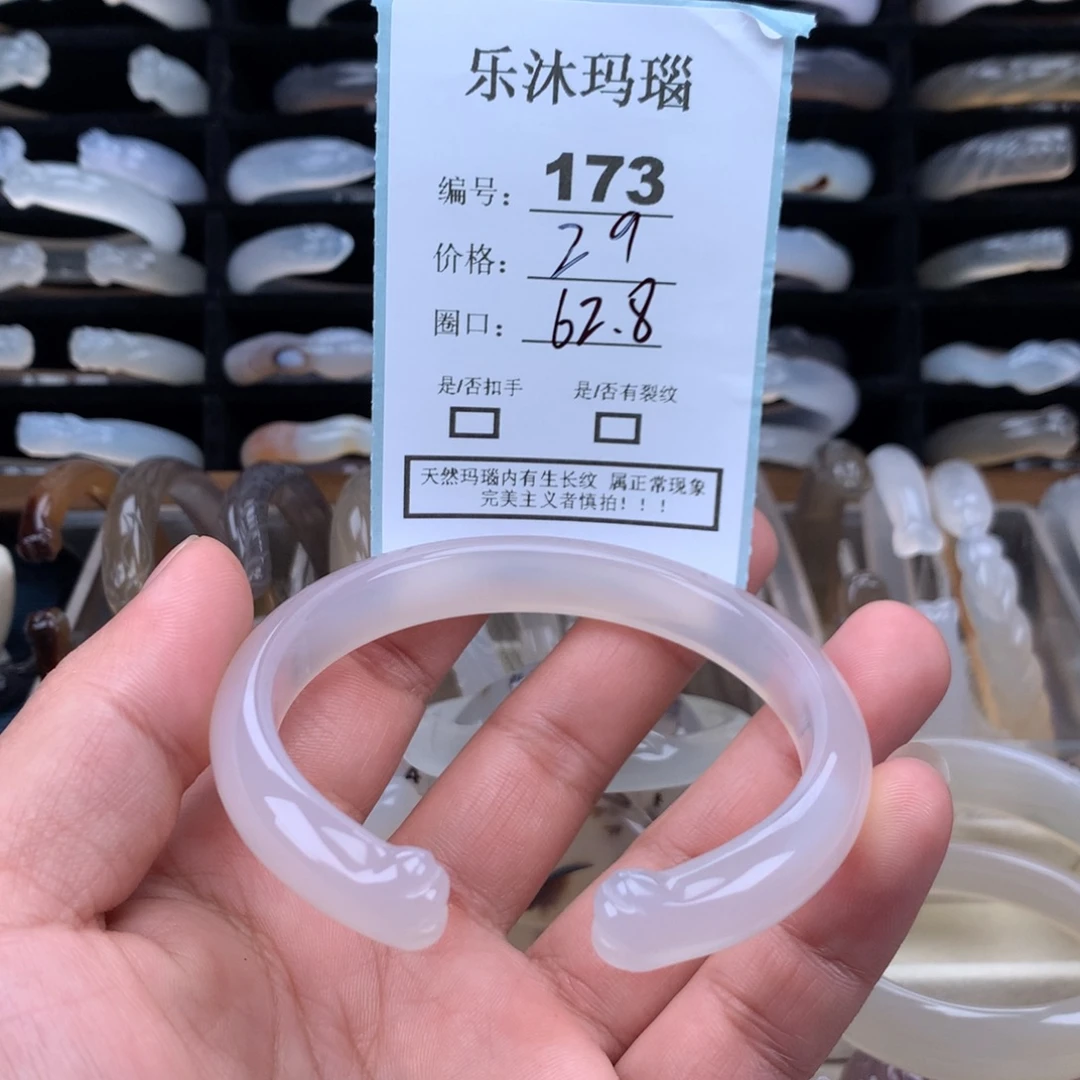 乐沐玛瑙
编号： 173
价格： 29
圈口： 62.8
是/否扣手 是/否有裂纹
天然玛瑙内有生长纹 属正常现象
完美主义者慎拍！！！